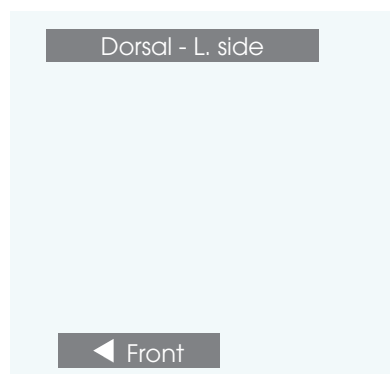 Dorsal - L. side
◀ Front